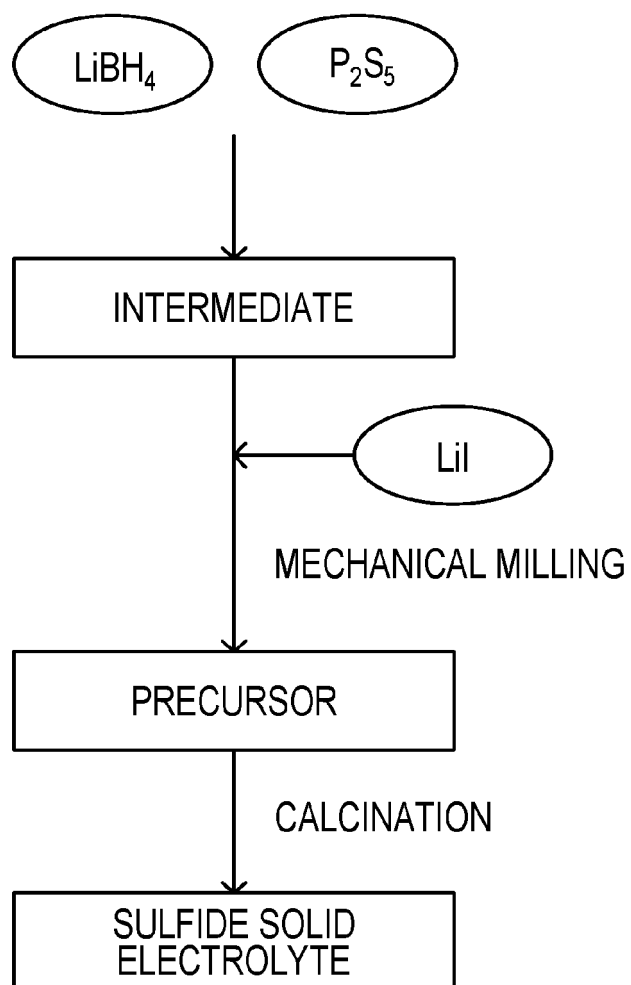 LiBH₄ P₂S₅
INTERMEDIATE
LiI
MECHANICAL MILLING
PRECURSOR
CALCINATION
SULFIDE SOLID
ELECTROLYTE